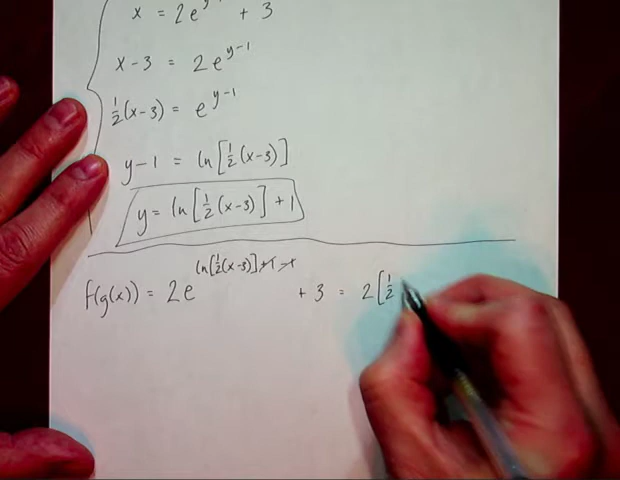 x = 2e^y + 3
x - 3 = 2e^{y-1}
½(x-3) = e^{y-1}
y-1 = ln[½(x-3)]
y = ln[½(x-3)] + 1
f(g(x)) = 2e^{ln[½(x-3)]+1-1} + 3 = 2[½